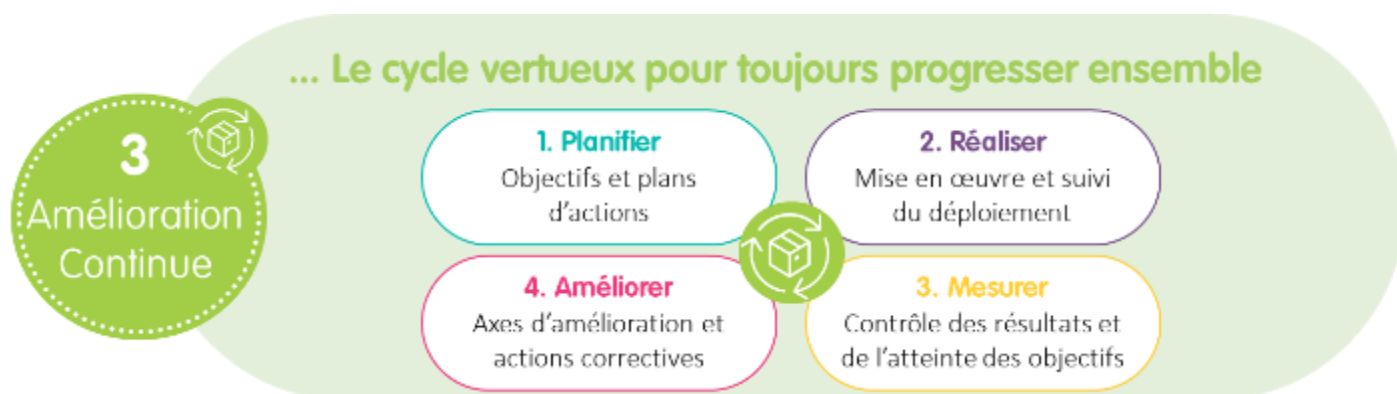 ... Le cycle vertueux pour toujours progresser ensemble
3
Amélioration
Continue
1. Planifier
Objectifs et plans
d'actions
2. Réaliser
Mise en œuvre et suivi
du déploiement
4. Améliorer
Axes d'amélioration et
actions correctives
3. Mesurer
Contrôle des résultats et
de l'atteinte des objectifs